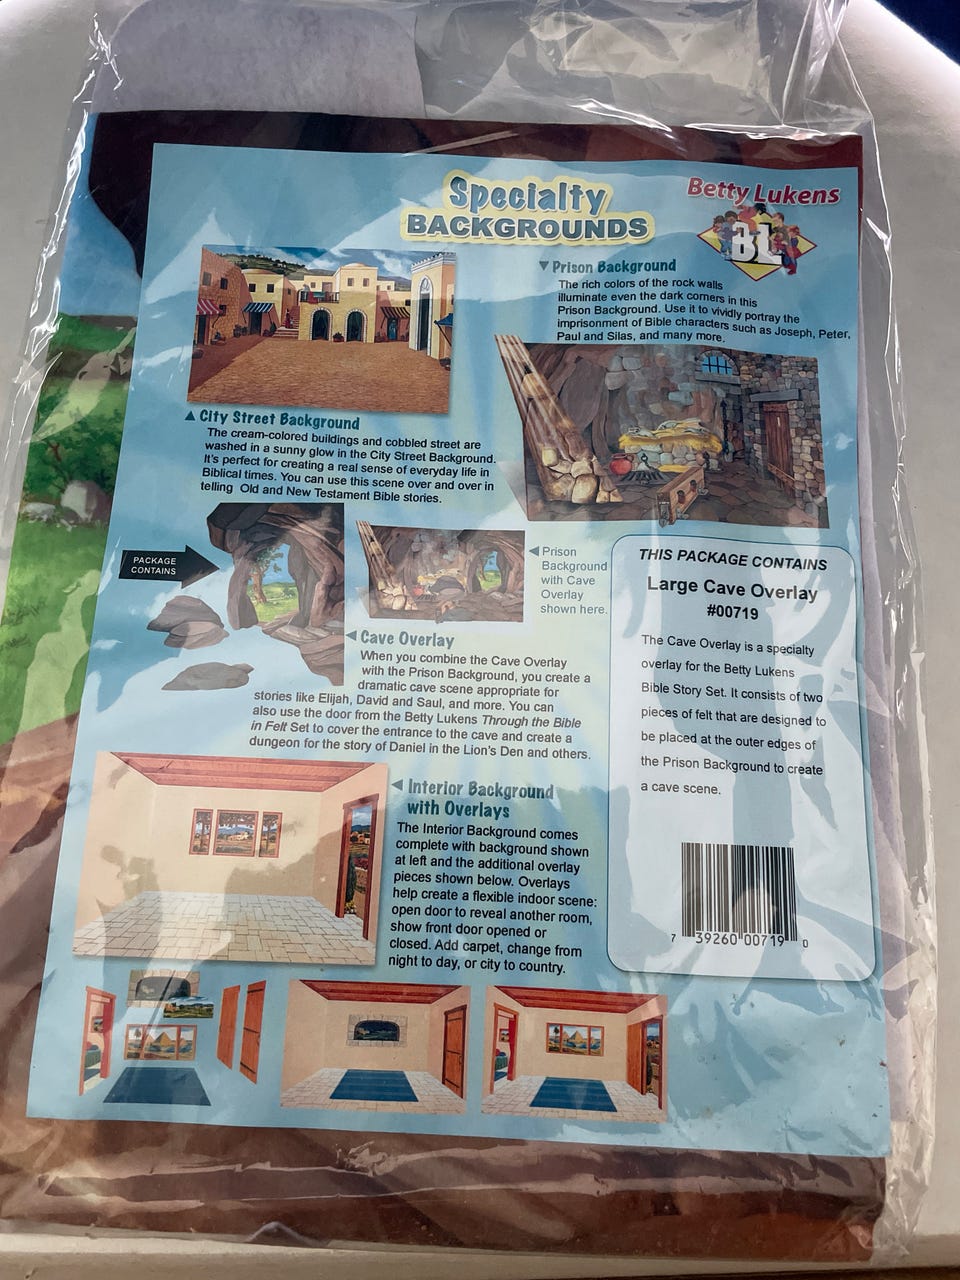 Specialty
BACKGROUNDS
Betty Lukens
BL
▼Prison Background
The rich colors of the rock walls
illuminate even the dark corners in this
Prison Background. Use it to vividly portray the
imprisonment of Bible characters such as Joseph, Peter,
Paul and Silas, and many more.
▲City Street Background
The cream-colored buildings and cobbled street are
washed in a sunny glow in the City Street Background.
It's perfect for creating a real sense of everyday life in
Biblical times. You can use this scene over and over in
telling Old and New Testament Bible stories.
PACKAGE
CONTAINS
◄Prison
Background
with Cave
Overlay
shown here.
◄Cave Overlay
When you combine the Cave Overlay
with the Prison Background, you create a
dramatic cave scene appropriate for
stories like Elijah, David and Saul, and more. You can
also use the door from the Betty Lukens Through the Bible
in Felt Set to cover the entrance to the cave and create a
dungeon for the story of Daniel in the Lion's Den and others.
◄Interior Background
with Overlays
The Interior Background comes
complete with background shown
at left and the additional overlay
pieces shown below. Overlays
help create a flexible indoor scene:
open door to reveal another room,
show front door opened or
closed. Add carpet, change from
night to day, or city to country.
THIS PACKAGE CONTAINS
Large Cave Overlay
#00719
The Cave Overlay is a specialty
overlay for the Betty Lukens
Bible Story Set. It consists of two
pieces of felt that are designed to
be placed at the outer edges of
the Prison Background to create
a cave scene.
7 39260 00719 0